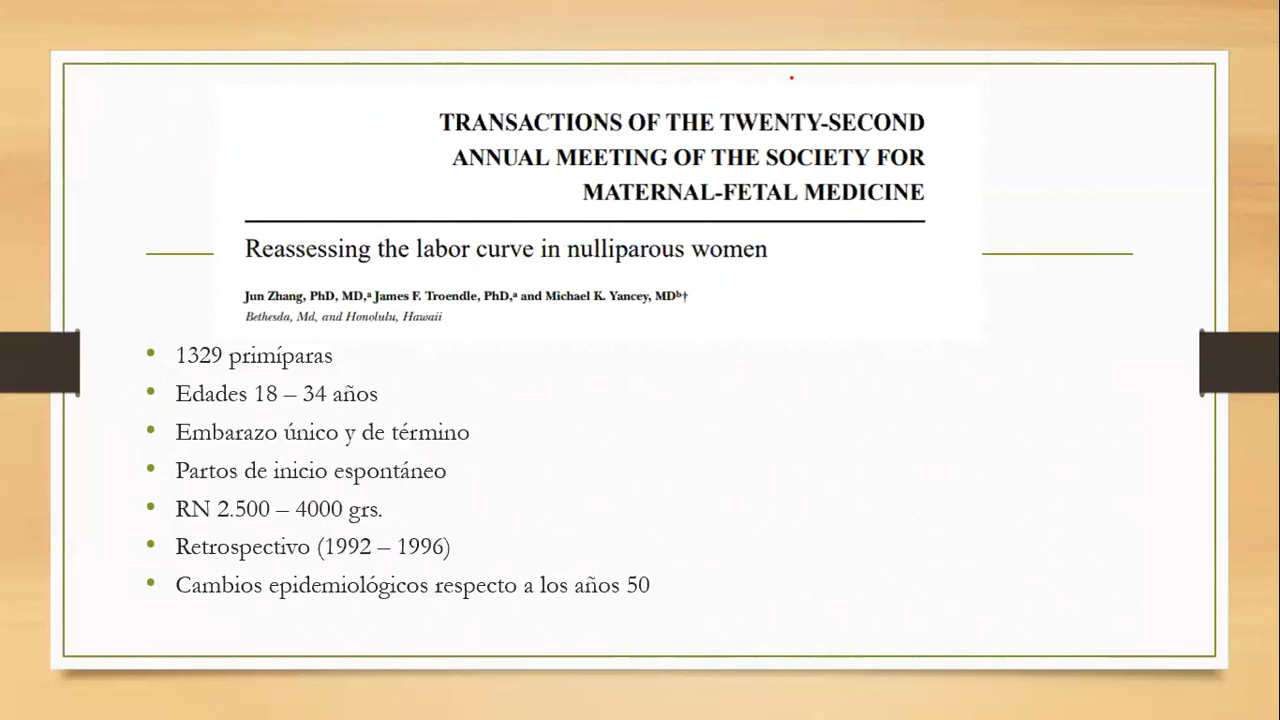 TRANSACTIONS OF THE TWENTY-SECOND
ANNUAL MEETING OF THE SOCIETY FOR
MATERNAL-FETAL MEDICINE
Reassessing the labor curve in nulliparous women
Jun Zhang, PhD, MD,ᵃ James F. Troendle, PhD,ᵃ and Michael K. Yancey, MDᵇ†
Bethesda, Md, and Honolulu, Hawaii
• 1329 primíparas
• Edades 18 – 34 años
• Embarazo único y de término
• Partos de inicio espontáneo
• RN 2.500 – 4000 grs.
• Retrospectivo (1992 – 1996)
• Cambios epidemiológicos respecto a los años 50